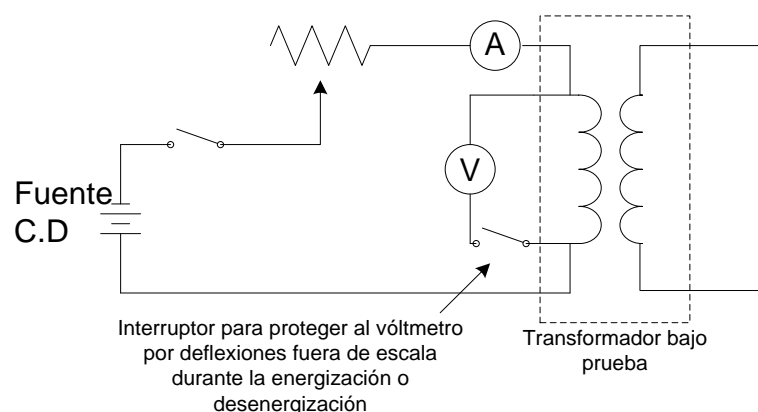 A
V
Fuente
C.D
Interruptor para proteger al vóltmetro
por deflexiones fuera de escala
durante la energización o
desenergización
Transformador bajo
prueba